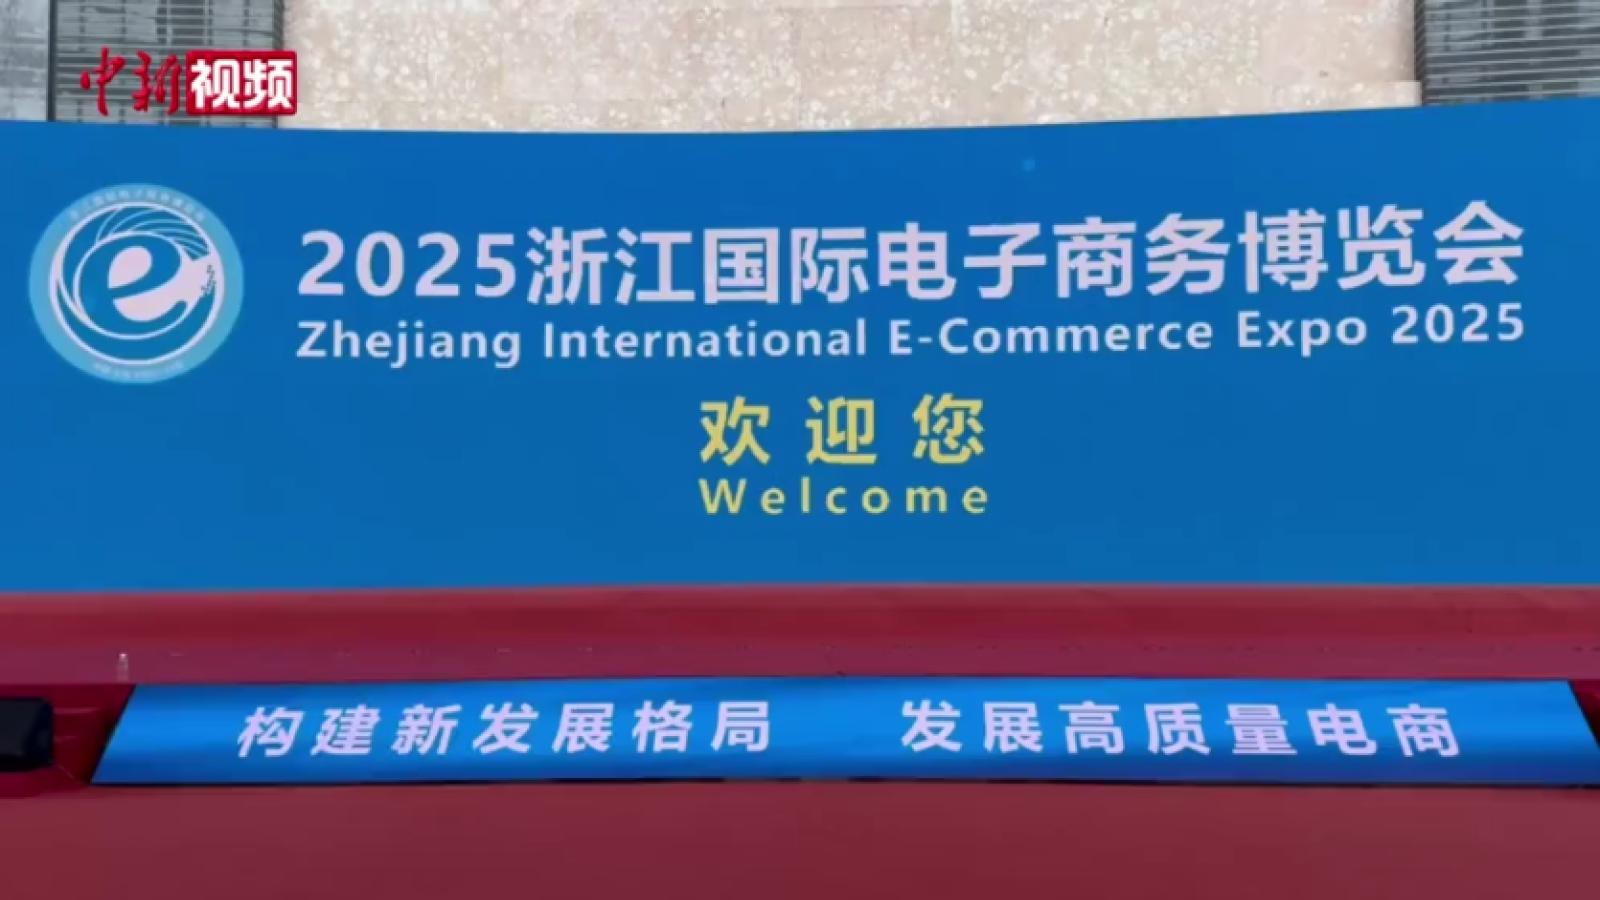 中新视频
2025浙江国际电子商务博览会
Zhejiang International E-Commerce Expo 2025
欢迎您
Welcome
构建新发展格局 发展高质量电商